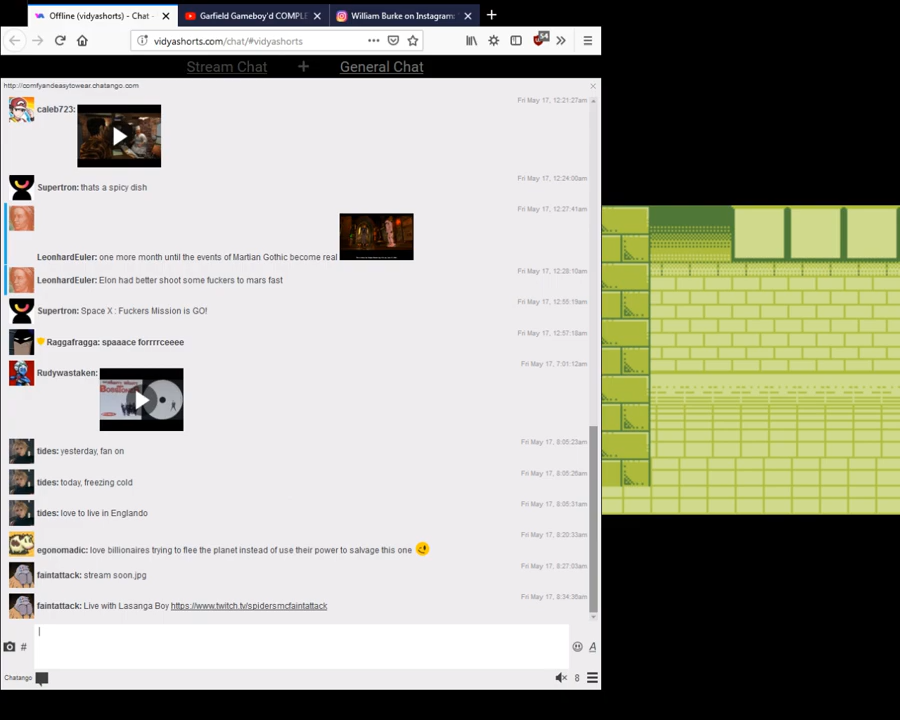 Offline (vidyashorts) - Chat -
Garfield Gameboy'd COMPLE
William Burke on Instagram:
vidyashorts.com/chat/#vidyashorts
Stream Chat + General Chat
http://comfyandeasytowear.chatango.com
caleb723:
Fri May 17, 12:21:27am
Supertron: thats a spicy dish
Fri May 17, 12:24:00am
Fri May 17, 12:27:41am
LeonhardEuler: one more month until the events of Martian Gothic become real
LeonhardEuler: Elon had better shoot some fuckers to mars fast
Fri May 17, 12:28:10am
Supertron: Space X : Fuckers Mission is GO!
Fri May 17, 12:55:19am
Raggafragga: spaaace forrrrceeee
Fri May 17, 12:57:18am
Rudywastaken:
Fri May 17, 7:01:12am
tides: yesterday, fan on
Fri May 17, 8:05:23am
tides: today, freezing cold
Fri May 17, 8:05:26am
tides: love to live in Englando
Fri May 17, 8:05:31am
egonomadic: love billionaires trying to flee the planet instead of use their power to salvage this one
Fri May 17, 8:20:33am
faintattack: stream soon.jpg
Fri May 17, 8:27:03am
faintattack: Live with Lasanga Boy https://www.twitch.tv/spidersmcfaintattack
Fri May 17, 8:34:36am
#
A
Chatango
8